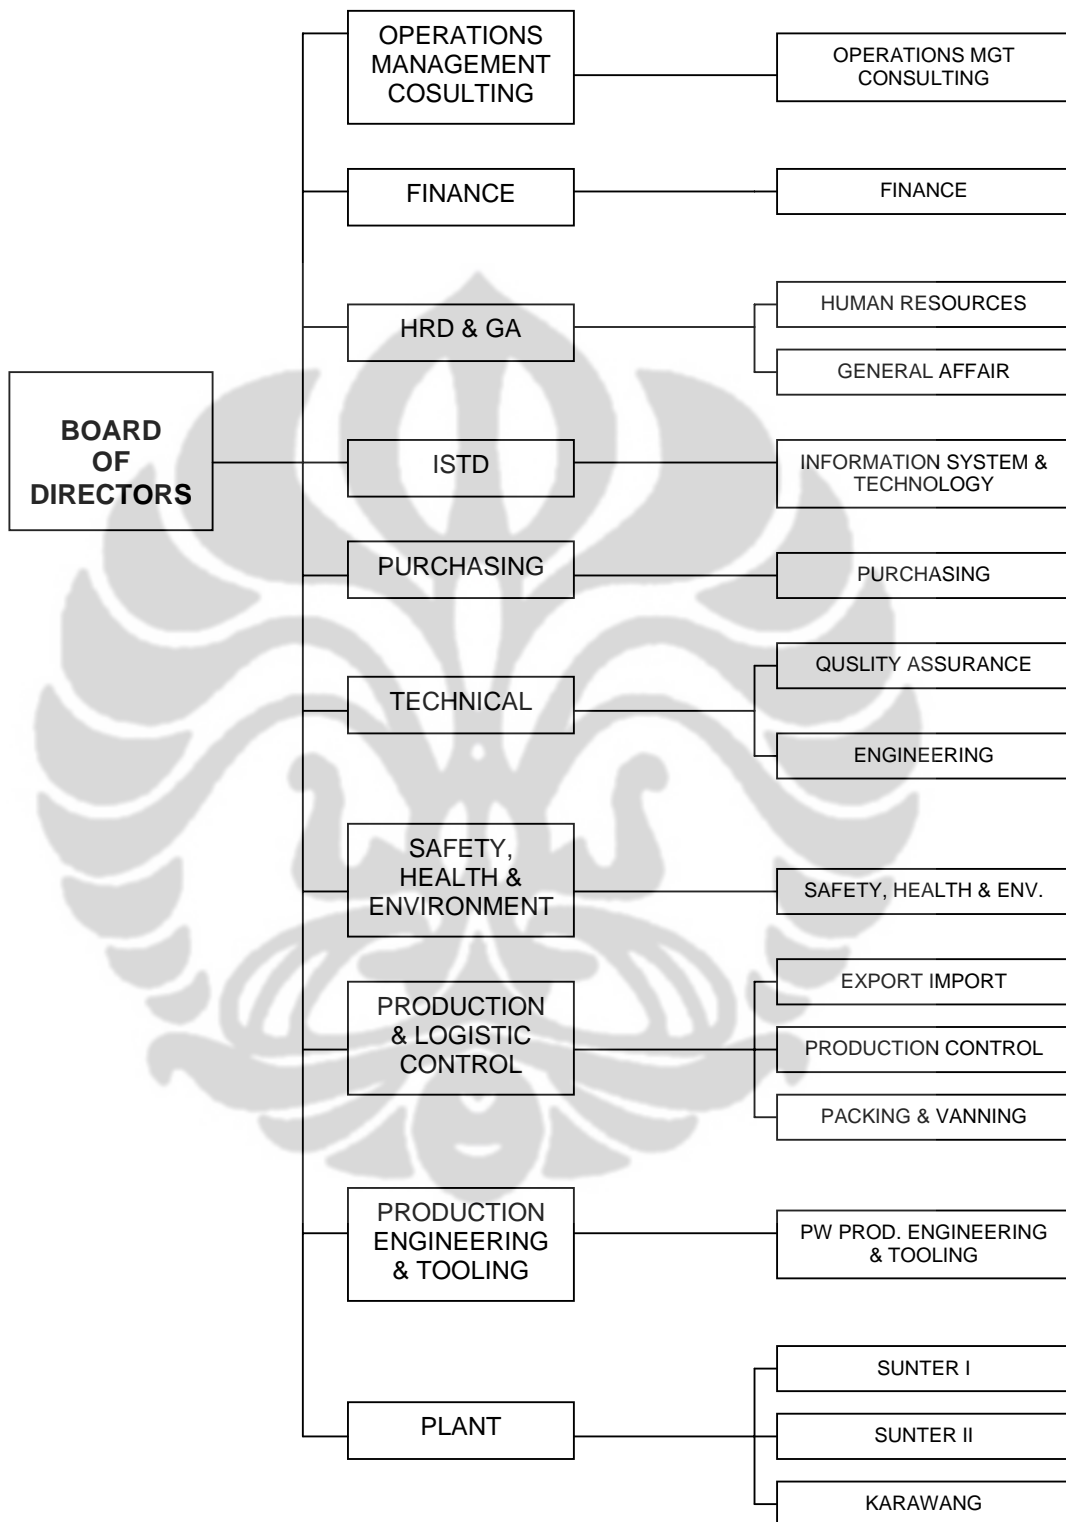 OPERATIONS
MANAGEMENT
COSULTING
OPERATIONS MGT
CONSULTING
FINANCE
FINANCE
HRD & GA
HUMAN RESOURCES
GENERAL AFFAIR
BOARD
OF
DIRECTORS
ISTD
INFORMATION SYSTEM &
TECHNOLOGY
PURCHASING
PURCHASING
TECHNICAL
QUSLITY ASSURANCE
ENGINEERING
SAFETY,
HEALTH &
ENVIRONMENT
SAFETY, HEALTH & ENV.
PRODUCTION
& LOGISTIC
CONTROL
EXPORT IMPORT
PRODUCTION CONTROL
PACKING & VANNING
PRODUCTION
ENGINEERING
& TOOLING
PW PROD. ENGINEERING
& TOOLING
PLANT
SUNTER I
SUNTER II
KARAWANG